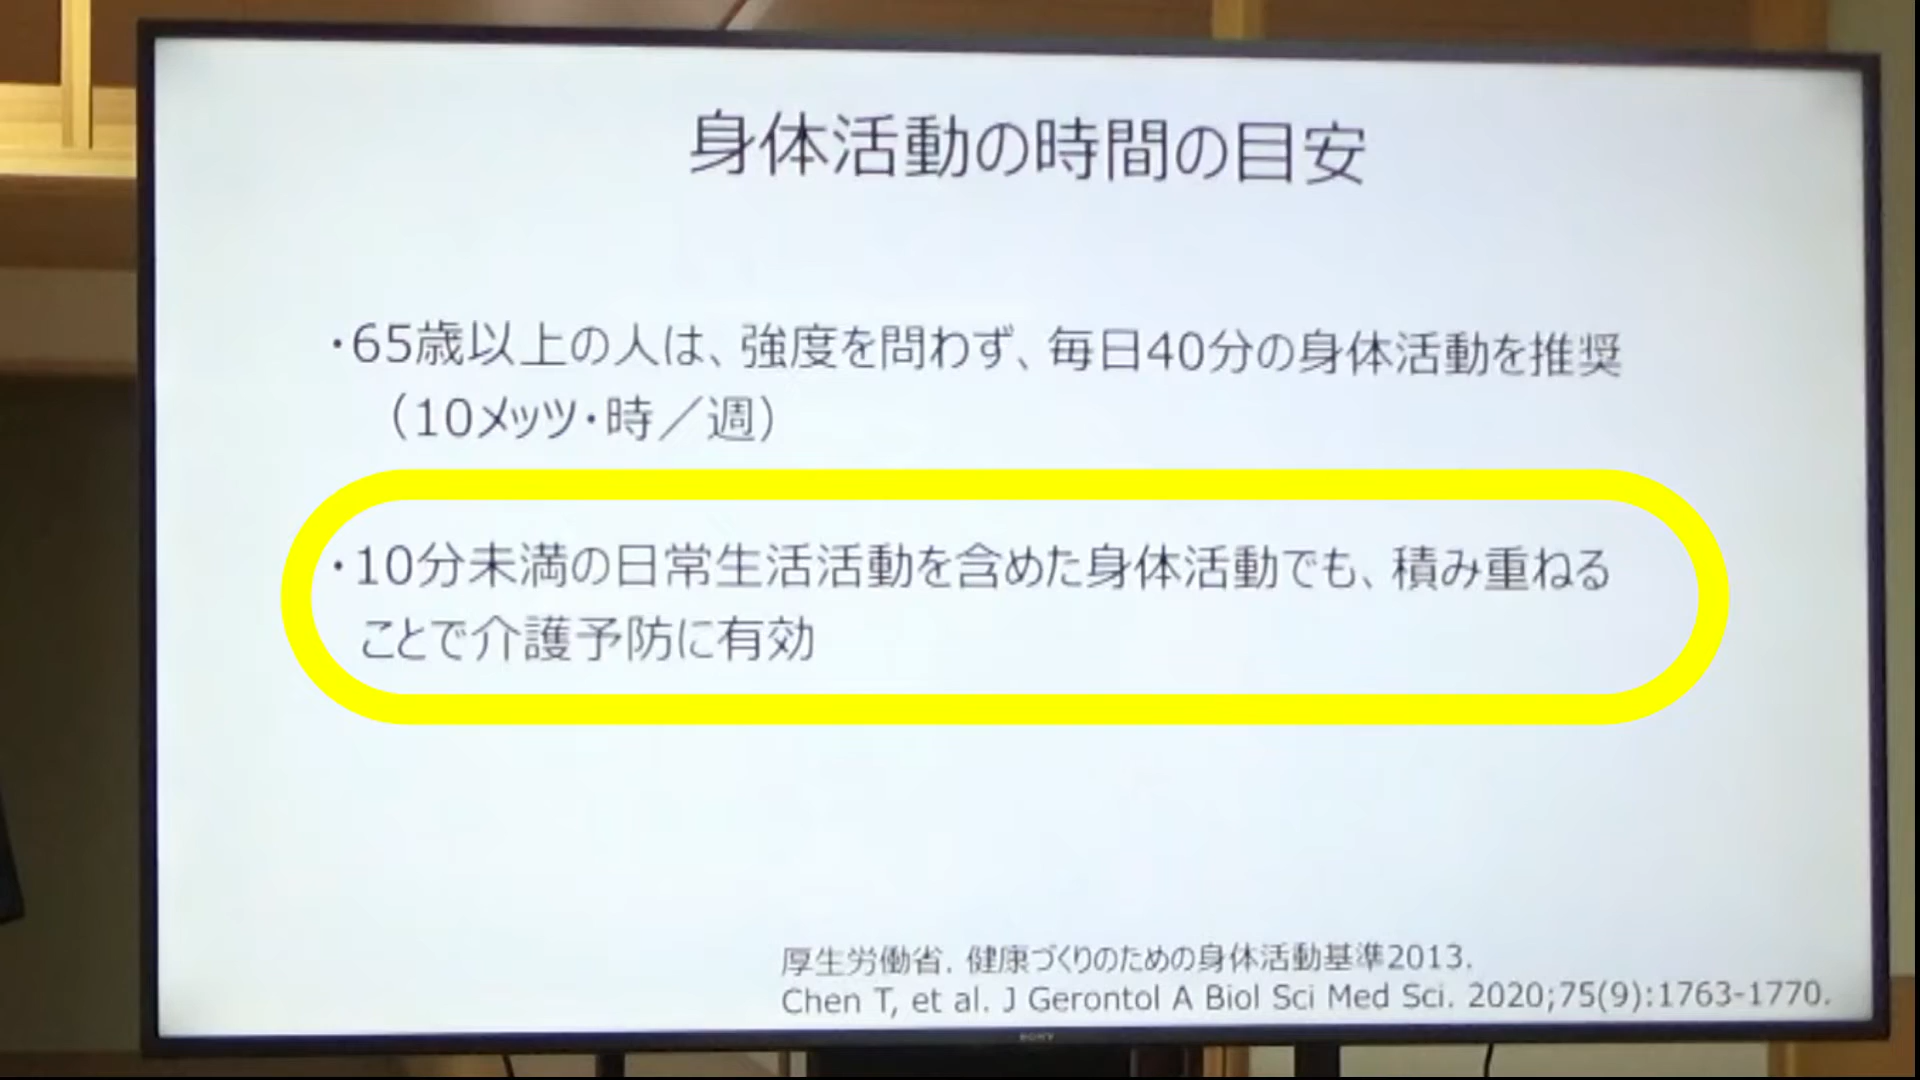 身体活動の時間の目安
・65歳以上の人は、強度を問わず、毎日40分の身体活動を推奨
（10メッツ・時／週）
・10分未満の日常生活活動を含めた身体活動でも、積み重ねる
ことで介護予防に有効
厚生労働省. 健康づくりのための身体活動基準2013.
Chen T, et al. J Gerontol A Biol Sci Med Sci. 2020;75(9):1763-1770.
SONY